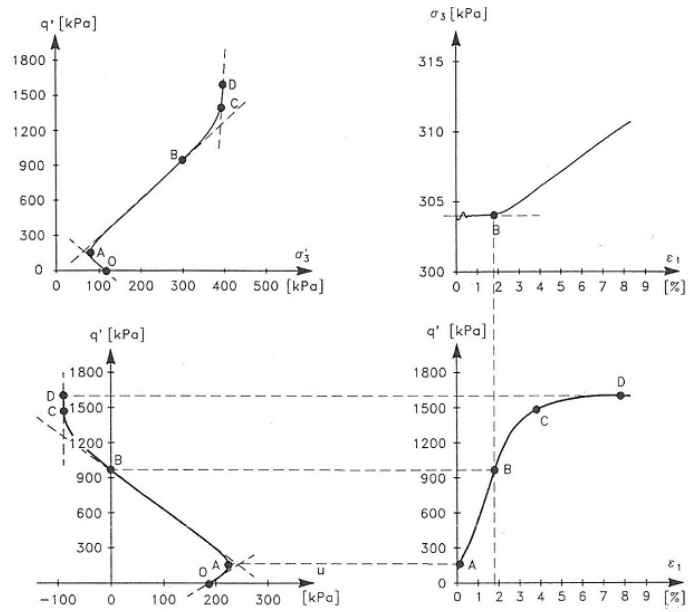 q' [kPa]
1800
1500
1200
900
600
300
0
D
C
B
A
O
0 100 200 300 400 500
σ'3
[kPa]
σ3 [kPa]
315
310
305
304
300
B
0 1 2 3 4 5 6 7 8 9
ε1
[%]
q' [kPa]
1800
1500
1200
900
600
300
D
C
B
A
O
u
-100 0 100 200 300 [kPa]
q' [kPa]
1800
1500
1200
900
600
300
0
D
C
B
A
ε1
0 1 2 3 4 5 6 7 8 9 [%]